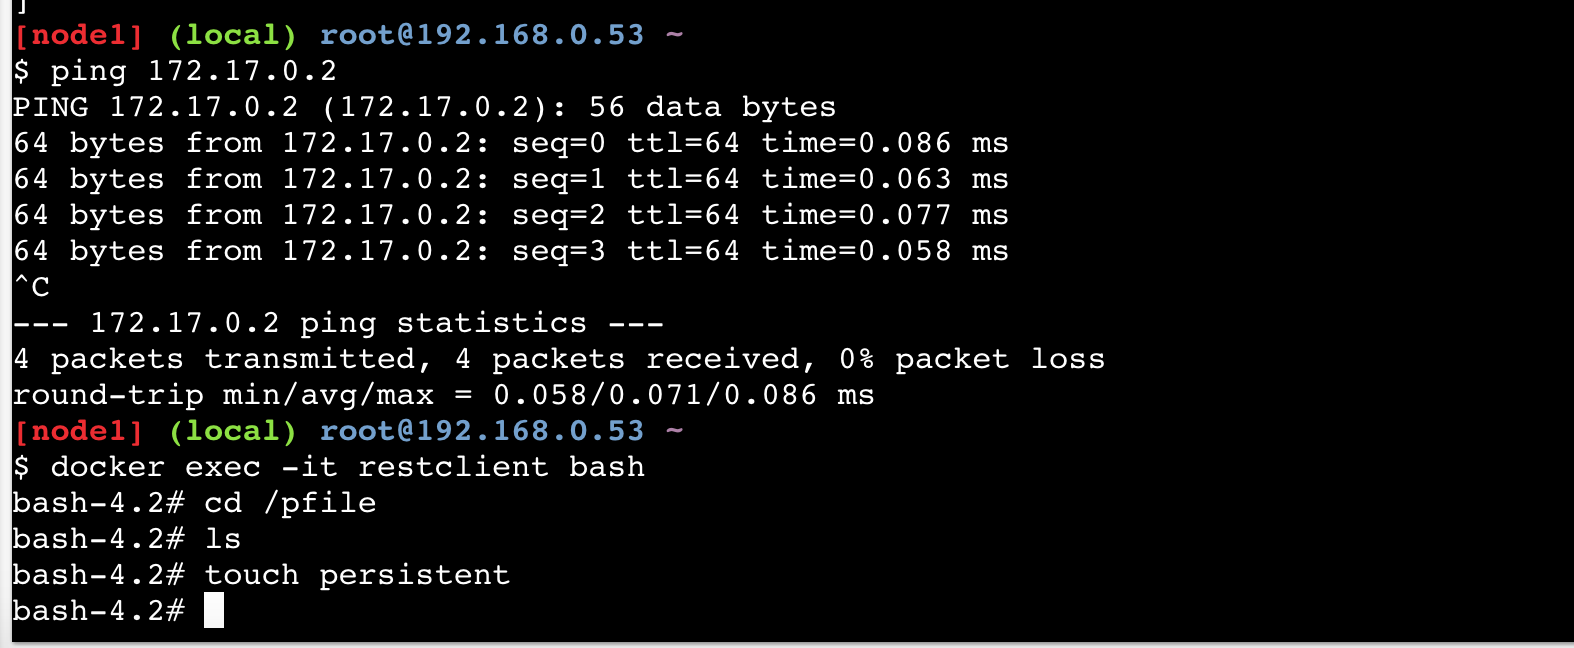 ]
[node1] (local) root@192.168.0.53 ~
$ ping 172.17.0.2
PING 172.17.0.2 (172.17.0.2): 56 data bytes
64 bytes from 172.17.0.2: seq=0 ttl=64 time=0.086 ms
64 bytes from 172.17.0.2: seq=1 ttl=64 time=0.063 ms
64 bytes from 172.17.0.2: seq=2 ttl=64 time=0.077 ms
64 bytes from 172.17.0.2: seq=3 ttl=64 time=0.058 ms
^C
--- 172.17.0.2 ping statistics ---
4 packets transmitted, 4 packets received, 0% packet loss
round-trip min/avg/max = 0.058/0.071/0.086 ms
[node1] (local) root@192.168.0.53 ~
$ docker exec -it restclient bash
bash-4.2# cd /pfile
bash-4.2# ls
bash-4.2# touch persistent
bash-4.2#